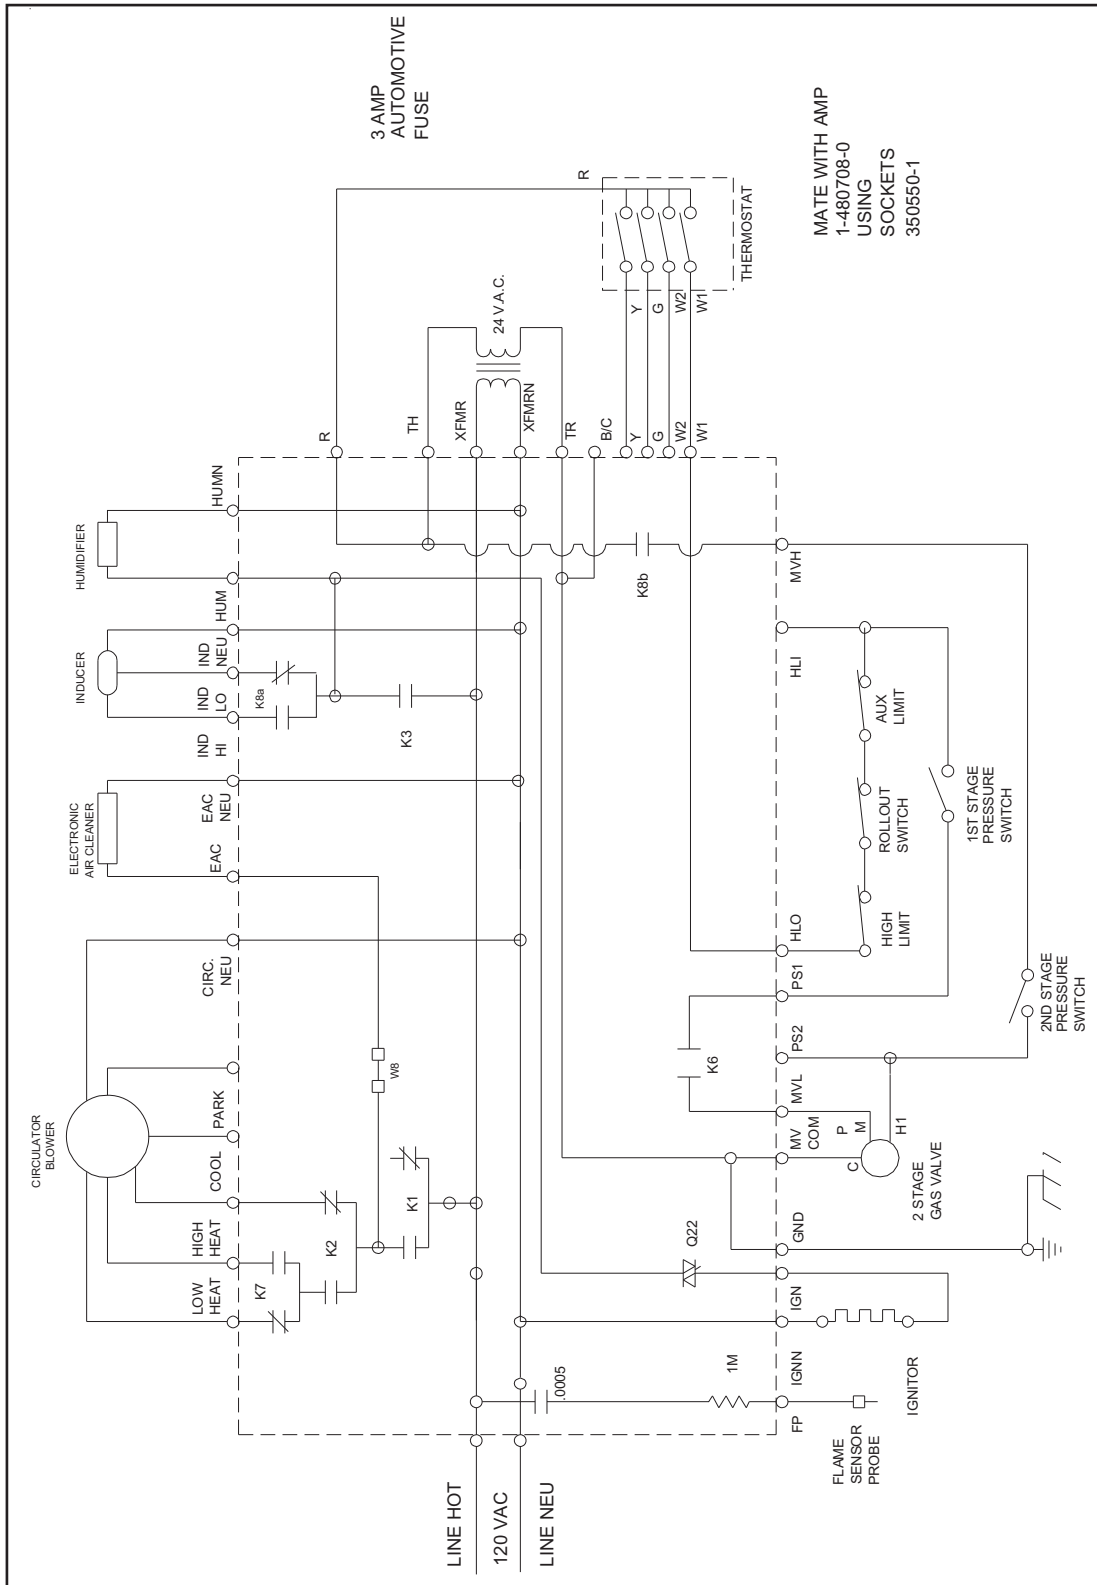 3 AMP
AUTOMOTIVE
FUSE
MATE WITH AMP
1-480708-0
USING
SOCKETS
350550-1
R
THERMOSTAT
Y
G
W2
W1
24 V.A.C.
R
TH
XFMR
XFMRN
TR
B/C
Y
G
W2
W1
HUMIDIFIER
HUMN
HUM
INDUCER
IND
NEU
IND
LO
IND
HI
K8a
K3
K8b
ELECTRONIC
AIR CLEANER
EAC
NEU
EAC
CIRCULATOR
BLOWER
CIRC.
NEU
PARK
COOL
HIGH
HEAT
LOW
HEAT
W8
K1
K2
K7
K6
MVH
HLI
AUX
LIMIT
ROLLOUT
SWITCH
HIGH
LIMIT
1ST STAGE
PRESSURE
SWITCH
2ND STAGE
PRESSURE
SWITCH
HLO
PS1
PS2
MVL
MV
COM
P
M
H1
C
2 STAGE
GAS VALVE
GND
Q22
IGN
IGNN
IGNITOR
1M
.0005
FP
FLAME
SENSOR
PROBE
LINE HOT
120 VAC
LINE NEU